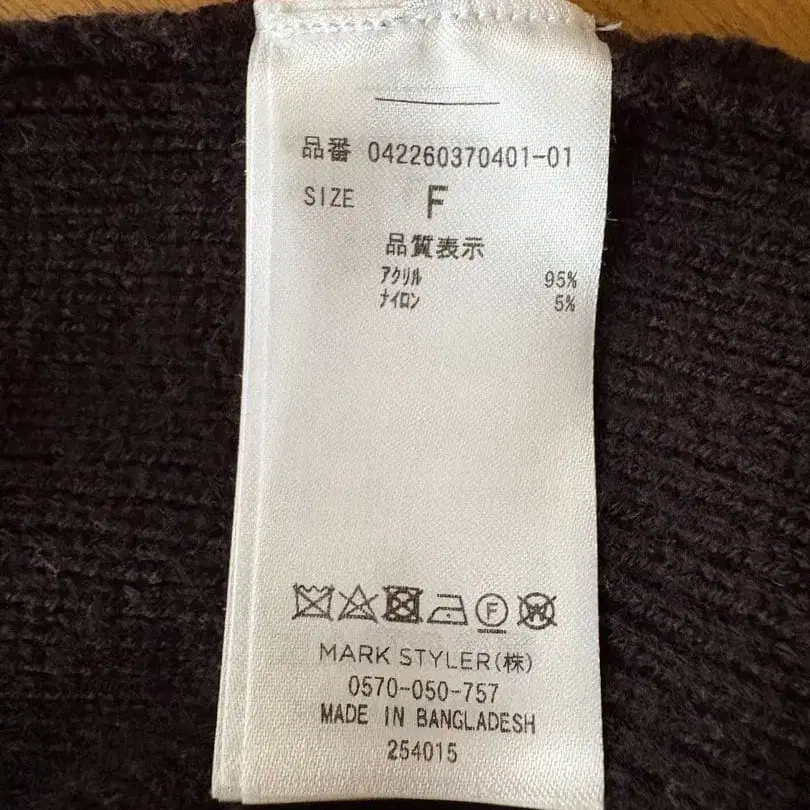 品番 042260370401-01
SIZE F
品質表示
アクリル 95%
ナイロン 5%
F W
MARK STYLER(株)
0570-050-757
MADE IN BANGLADESH
254015